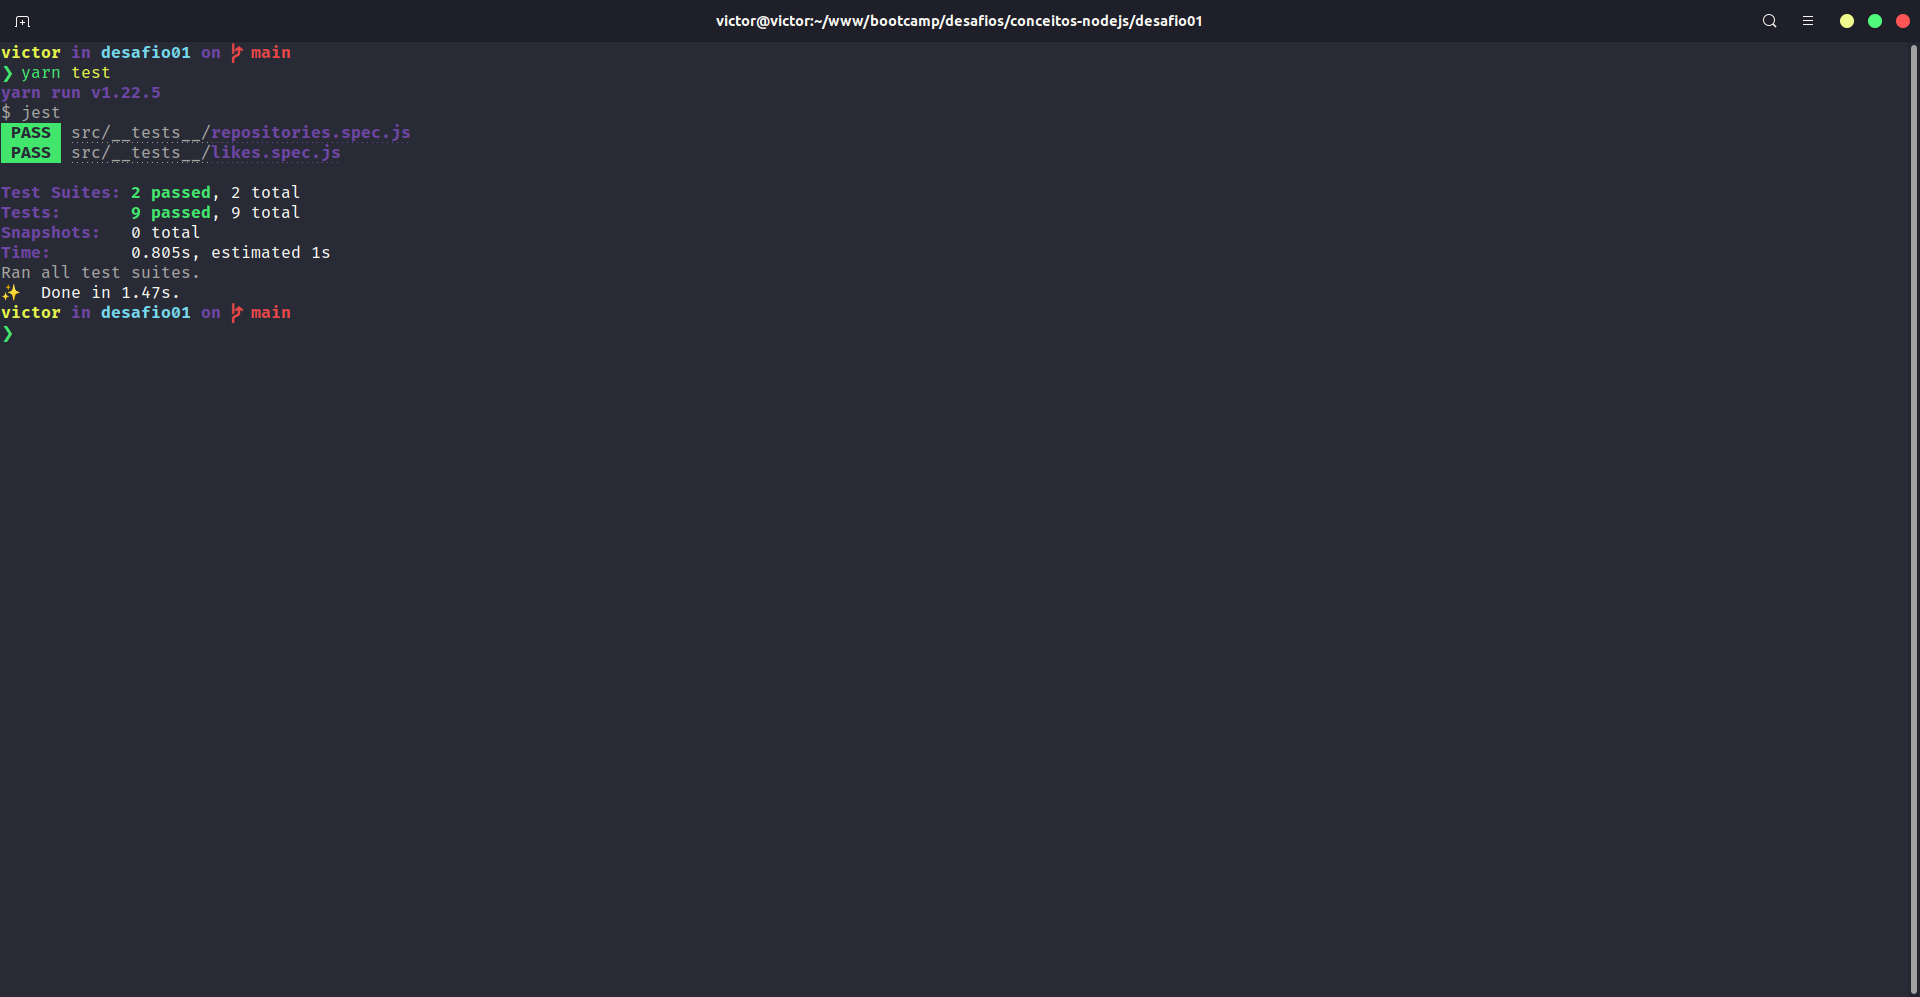 victor@victor:~/www/bootcamp/desafios/conceitos-nodejs/desafio01
victor in desafio01 on main
❯ yarn test
yarn run v1.22.5
$ jest
PASS src/__tests__/repositories.spec.js
PASS src/__tests__/likes.spec.js
Test Suites: 2 passed, 2 total
Tests: 9 passed, 9 total
Snapshots: 0 total
Time: 0.805s, estimated 1s
Ran all test suites.
✨ Done in 1.47s.
victor in desafio01 on main
❯